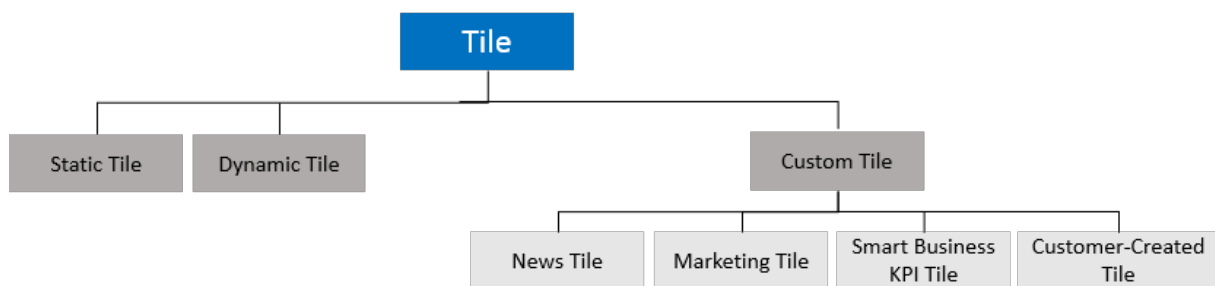 Tile
Static Tile
Dynamic Tile
Custom Tile
News Tile
Marketing Tile
Smart Business
KPI Tile
Customer-Created
Tile